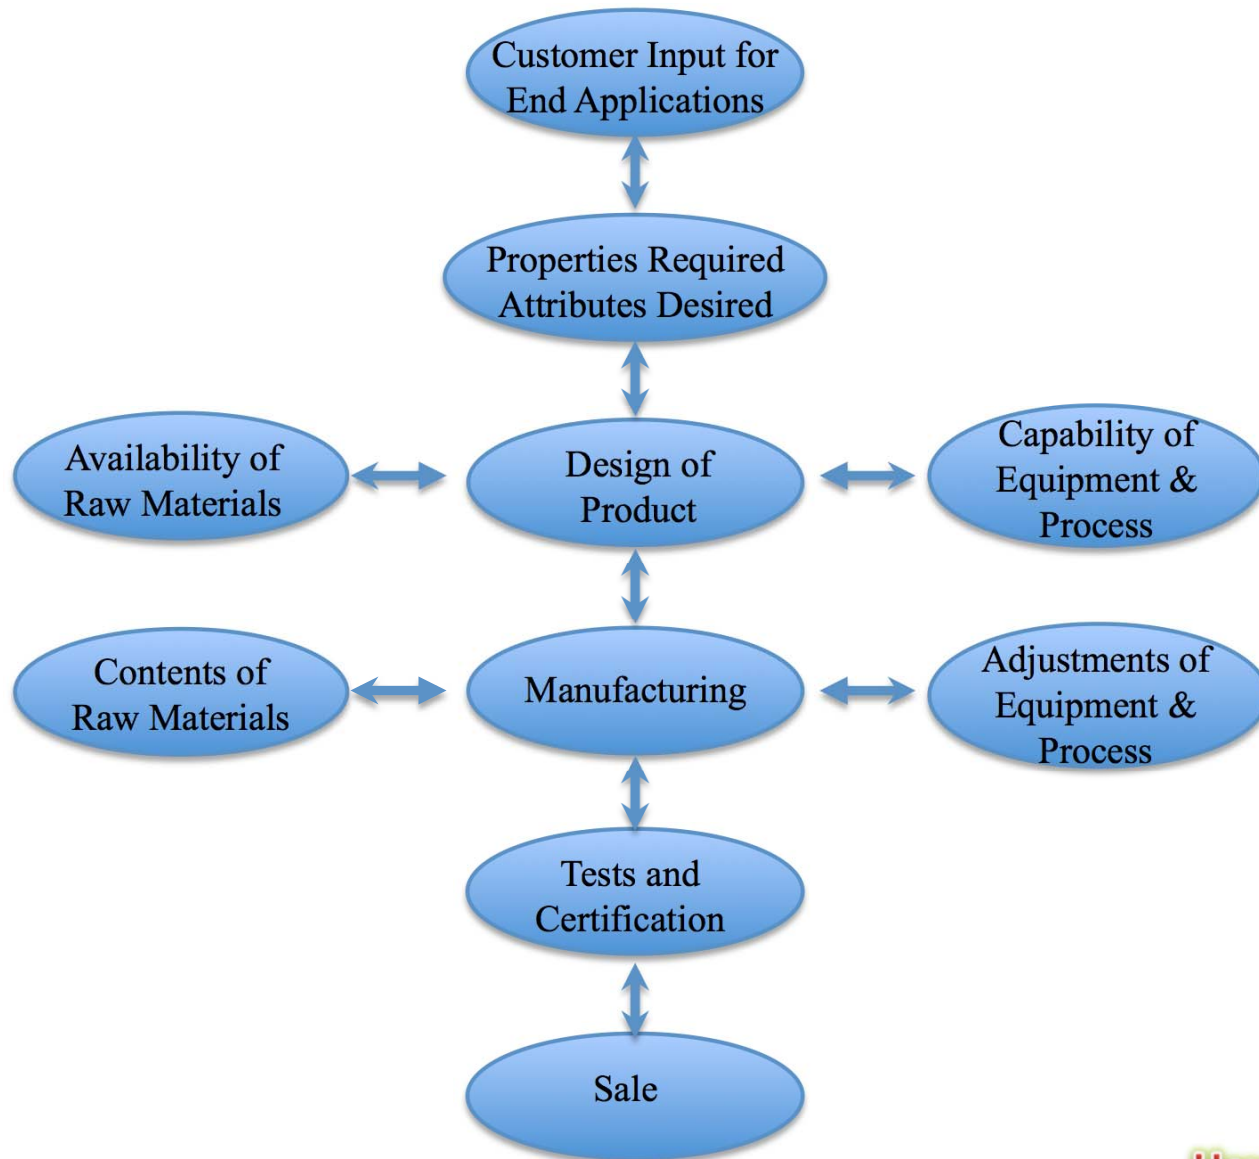 Customer Input for
End Applications
Properties Required
Attributes Desired
Availability of
Raw Materials
Design of
Product
Capability of
Equipment &
Process
Contents of
Raw Materials
Manufacturing
Adjustments of
Equipment &
Process
Tests and
Certification
Sale